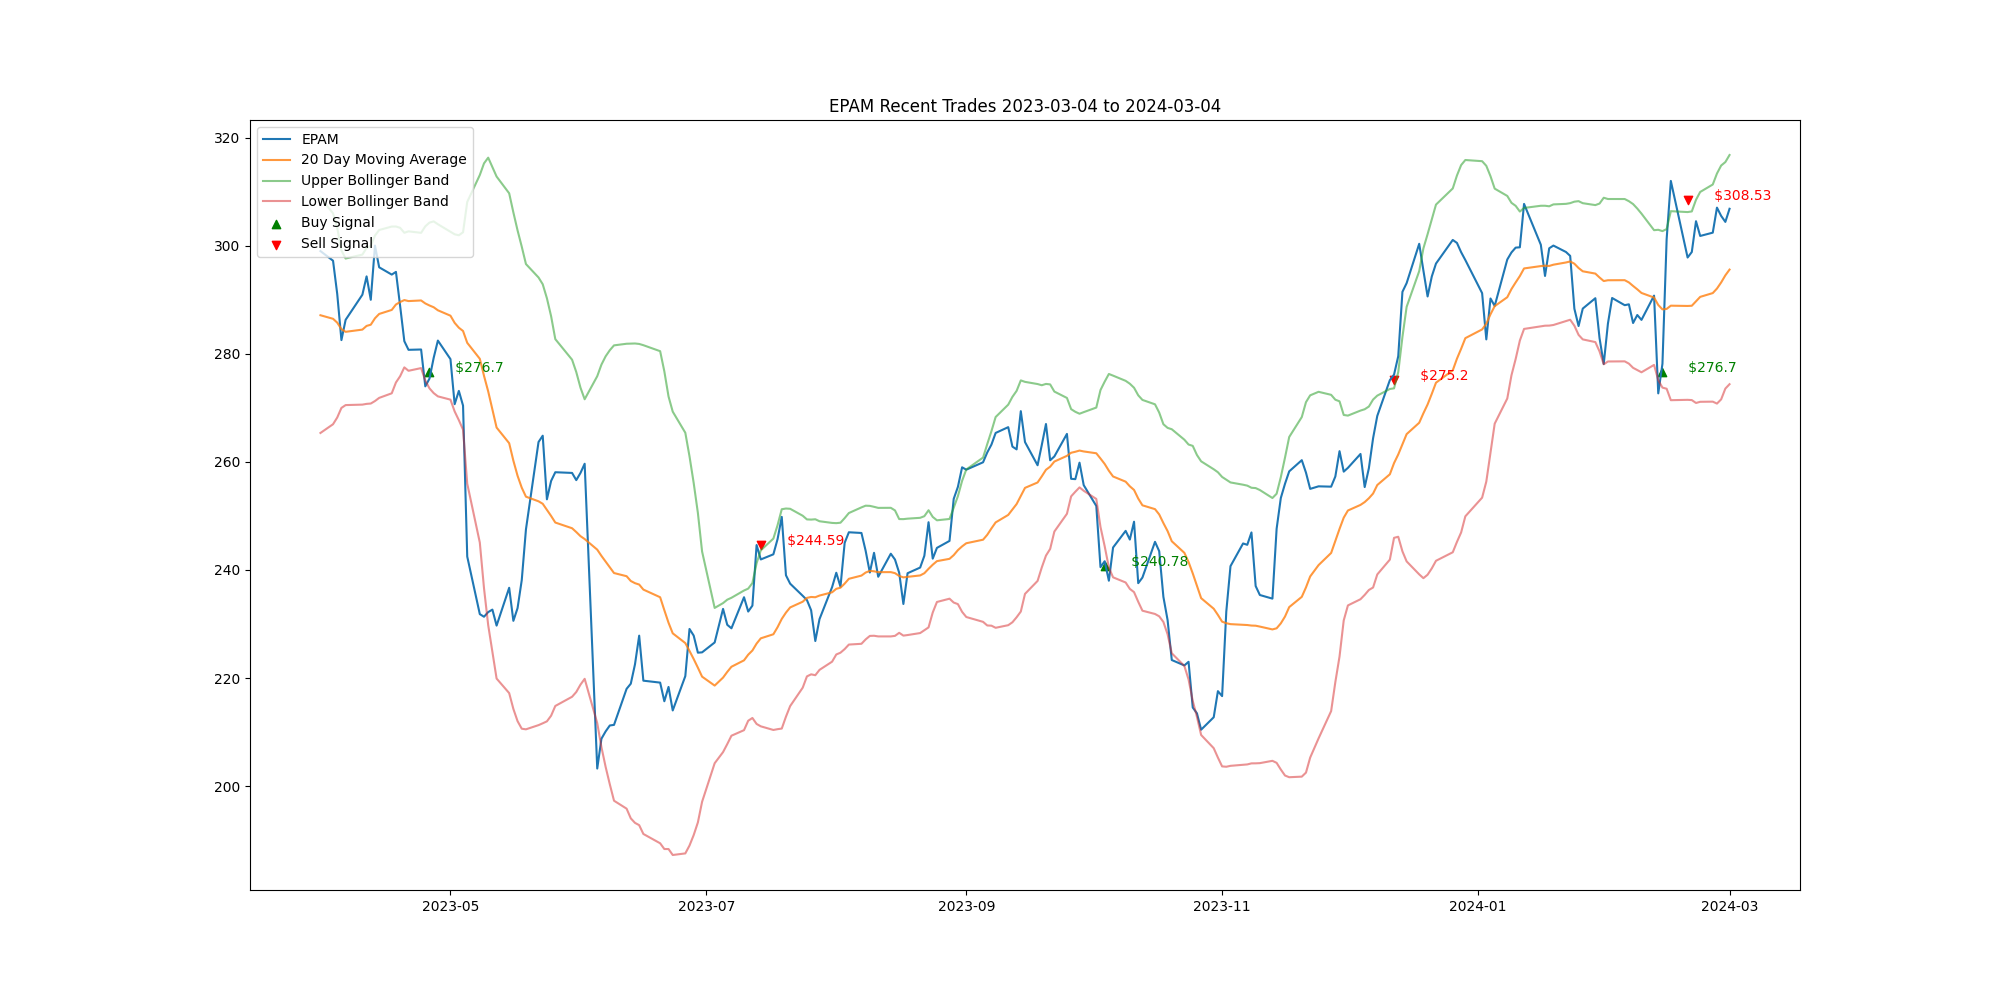 EPAM Recent Trades 2023-03-04 to 2024-03-04
320
300
280
260
240
220
200
EPAM
20 Day Moving Average
Upper Bollinger Band
Lower Bollinger Band
Buy Signal
Sell Signal
$276.7
$244.59
$240.78
$275.2
$276.7
$308.53
2023-05
2023-07
2023-09
2023-11
2024-01
2024-03